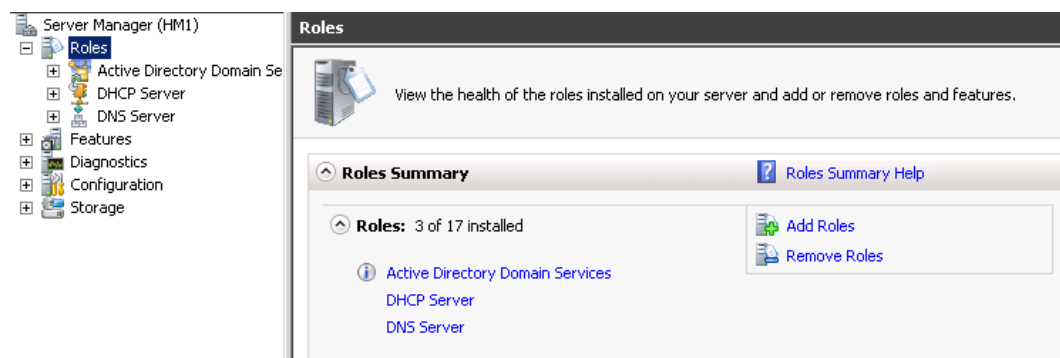 Server Manager (HM1)
Roles
Active Directory Domain Se
DHCP Server
DNS Server
Features
Diagnostics
Configuration
Storage
Roles
View the health of the roles installed on your server and add or remove roles and features.
Roles Summary
Roles Summary Help
Roles: 3 of 17 installed
Add Roles
Remove Roles
Active Directory Domain Services
DHCP Server
DNS Server